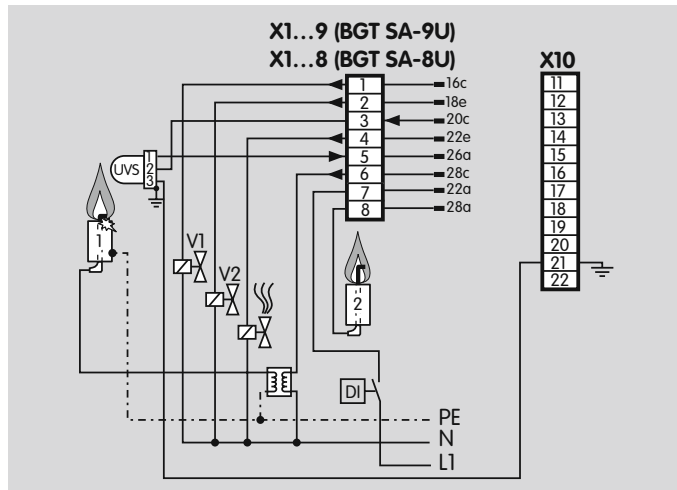 X1...9 (BGT SA-9U)
X1...8 (BGT SA-8U)
X10
1 16c
2 18e
3 20c
4 22e
5 26a
6 28c
7 22a
8 28a
11
12
13
14
15
16
17
18
19
20
21
22
UVS
1
2
3
1
V1
V2
2
DI
PE
N
L1